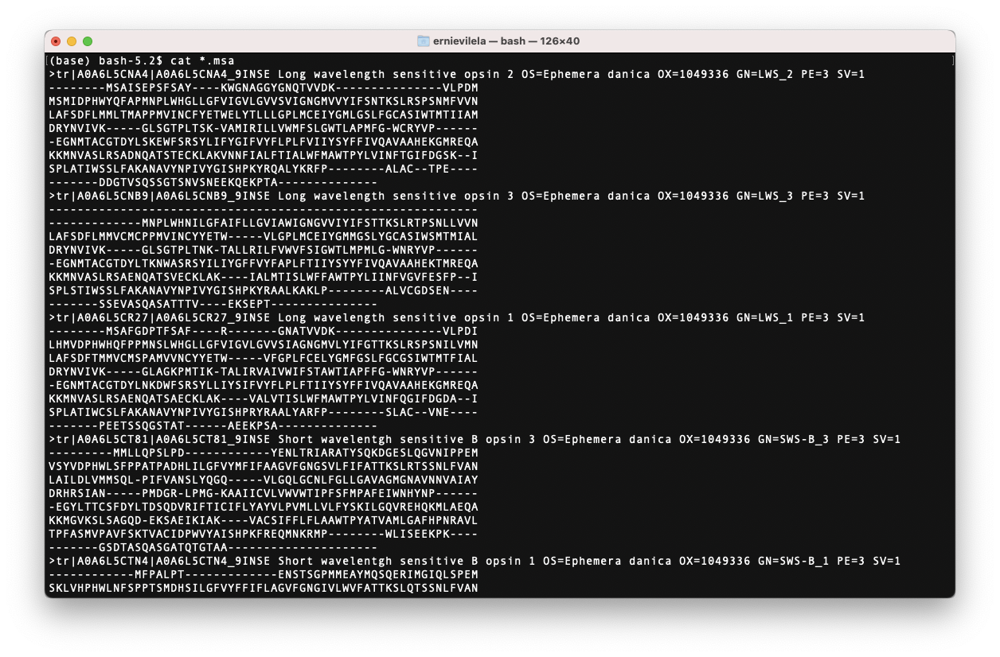 ernievilela — bash — 126×40
[(base) bash-5.2$ cat *.msa ]
>tr|A0A6L5CNA4|A0A6L5CNA4_9INSE Long wavelength sensitive opsin 2 OS=Ephemera danica OX=1049336 GN=LWS_2 PE=3 SV=1
--------MSAISEPSFSAY----KWGNAGGYGNQTVVDK---------------VLPDM
MSMIDPHWYQFAPMNPLWHGLLGFVIGVLGVVSVIGNGMVVYIFSNTKSLRSPSNMFVVN
LAFSDFLMMLTMAPPMVINCFYETWELYTLLLGPLMCEIYGMLGSLFGCASIWTMTIIAM
DRYNVIVK-----GLSGTPLTSK-VAMIRILLVWMFSLGWTLAPMFG-WCRYVP------
-EGNMTACGTDYLSKEWFSRSYLIFYGIFVYFLPLFVIIYSYFFIVQAVAAHEKGMREQA
KKMNVASLRSADNQATSTECKLAKVNNFIALFTIALWFMAWTPYLVINFTGIFDGSK--I
SPLATIWSSLFAKANAVYNPIVYGISHPKYRQALYKRFP--------ALAC--TPE----
-------DDGTVSQSSGTSNVSNEEKQEKPTA--------------
>tr|A0A6L5CNB9|A0A6L5CNB9_9INSE Long wavelength sensitive opsin 3 OS=Ephemera danica OX=1049336 GN=LWS_3 PE=3 SV=1
------------------------------------------------------------
-------------MNPLWHNILGFAIFLLGVIAWIGNGVVIYIFSTTKSLRTPSNLLVVN
LAFSDFLMMVCMCPPMVINCYYETW-----VLGPLMCEIYGMMGSLYGCASIWSMTMIAL
DRYNVIVK-----GLSGTPLTNK-TALLRILFVWVFSIGWTLMPMLG-WNRYVP------
-EGNMTACGTDYLTKNWASRSYILIYGFFVYFAPLFTIIYSYYFIVQAVAAHEKTMREQA
KKMNVASLRSAENQATSVECKLAK----IALMTISLWFFAWTPYLIINFVGVFESFP--I
SPLSTIWSSLFAKANAVYNPIVYGISHPKYRAALKAKLP--------ALVCGDSEN----
-------SSEVASQASATTTV----EKSEPT---------------
>tr|A0A6L5CR27|A0A6L5CR27_9INSE Long wavelength sensitive opsin 1 OS=Ephemera danica OX=1049336 GN=LWS_1 PE=3 SV=1
--------MSAFGDPTFSAF----R-------GNATVVDK---------------VLPDI
LHMVDPHWHQFPPMNSLWHGLLGFVIGVLGVVSIAGNGMVLYIFGTTKSLRSPSNILVMN
LAFSDFTMMVCMSPAMVVNCYYETW-----VFGPLFCELYGMFGSLFGCGSIWTMTFIAL
DRYNVIVK-----GLAGKPMTIK-TALIRVAIVWIFSTAWTIAPFFG-WNRYVP------
-EGNMTACGTDYLNKDWFSRSYLLIYSIFVYFLPLFTIIYSYFFIVQAVAAHEKGMREQA
KKMNVASLRSAENQATSAECKLAK----VALVTISLWFMAWTPYLVINFQGIFDGDA--I
SPLATIWCSLFAKANAVYNPIVYGISHPRYRAALYARFP--------SLAC--VNE----
-------PEETSSQGSTAT------AEEKPSA--------------
>tr|A0A6L5CT81|A0A6L5CT81_9INSE Short wavelentgh sensitive B opsin 3 OS=Ephemera danica OX=1049336 GN=SWS-B_3 PE=3 SV=1
---------MMLLQPSLPD------------YENLTRIARATYSQKDGESLQGVNIPPEM
VSYVDPHWLSFPPATPADHLILGFVYMFIFAAGVFGNGSVLFIFATTKSLRTSSNLFVAN
LAILDLVMMSQL-PIFVANSLYQGQ-----VLGQLGCNLFGLLGAVAGMGNAVNNVAIAY
DRHRSIAN-----PMDGR-LPMG-KAAIICVLVWVWTIPFSFMPAFEIWNHYNP------
-EGYLTTCSFDYLTDSQDVRIFTICIFLYAYVLPVMLLVLFYSKILGQVREHQKMLAEQA
KKMGVKSLSAGQD-EKSAEIKIAK----VACSIFFLFLAAWTPYATVAMLGAFHPNRAVL
TPFASMVPAVFSKTVACIDPWVYAISHPKFREQMNKRMP--------WLISEEKPK----
-------GSDTASQASGATQTGTAA---------------------
>tr|A0A6L5CTN4|A0A6L5CTN4_9INSE Short wavelength sensitive B opsin 1 OS=Ephemera danica OX=1049336 GN=SWS-B_1 PE=3 SV=1
------------MFPALPT-------------ENSTSGPMMEAYMQSQERIMGIQLSPEM
SKLVHPHWLNFSPPTSMDHSILGFVYFFIFLAGVFGNGIVLWVFATTKSLQTSSNLFVAN